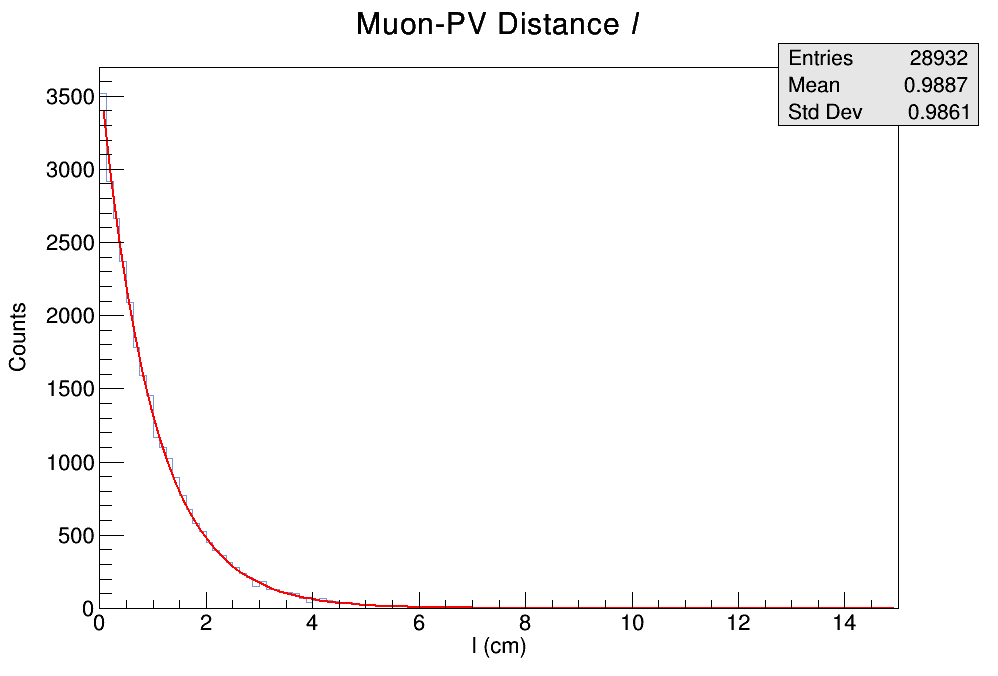 Muon-PV Distance l
Entries 28932
Mean 0.9887
Std Dev 0.9861
3500
3000
2500
2000
1500
1000
500
0
Counts
0 2 4 6 8 10 12 14
l (cm)